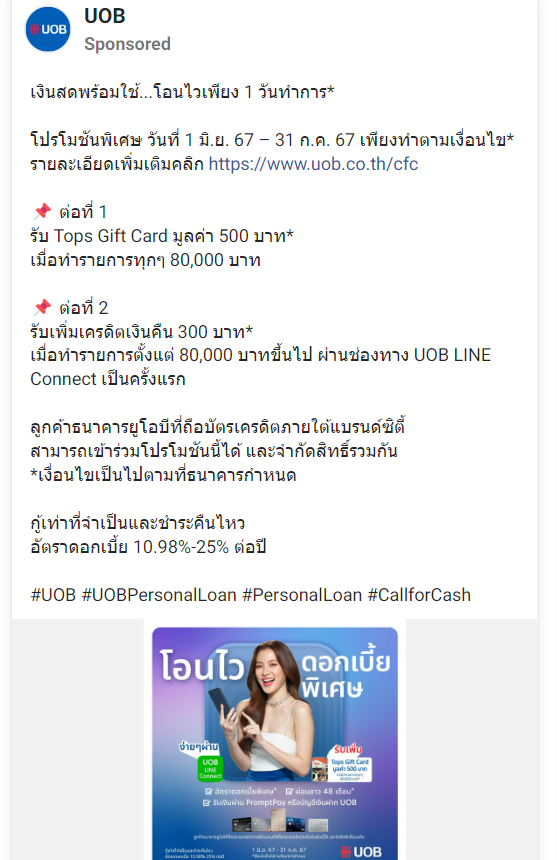 UOB
UOB
Sponsored
เงินสดพร้อมใช้...โอนไวเพียง 1 วันทำการ*
โปรโมชันพิเศษ วันที่ 1 มิ.ย. 67 – 31 ก.ค. 67 เพียงทำตามเงื่อนไข*
รายละเอียดเพิ่มเติมคลิก https://www.uob.co.th/cfc
📌 ต่อที่ 1
รับ Tops Gift Card มูลค่า 500 บาท*
เมื่อทำรายการทุกๆ 80,000 บาท
📌 ต่อที่ 2
รับเพิ่มเครดิตเงินคืน 300 บาท*
เมื่อทำรายการตั้งแต่ 80,000 บาทขึ้นไป ผ่านช่องทาง UOB LINE
Connect เป็นครั้งแรก
ลูกค้าธนาคารยูโอบีที่ถือบัตรเครดิตภายใต้แบรนด์ซิตี้
สามารถเข้าร่วมโปรโมชันนี้ได้ และจำกัดสิทธิ์รวมกัน
*เงื่อนไขเป็นไปตามที่ธนาคารกำหนด
กู้เท่าที่จำเป็นและชำระคืนไหว
อัตราดอกเบี้ย 10.98%-25% ต่อปี
#UOB #UOBPersonalLoan #PersonalLoan #CallforCash
โอนไว
ดอกเบี้ย
พิเศษ
ง่ายๆผ่าน
UOB
LINE
Connect
รับเพิ่ม
Tops Gift Card
มูลค่า 500 บาท*
อัตราดอกเบี้ยพิเศษ* ผ่อนยาว 48 เดือน*
รับเงินผ่าน PromptPay หรือบัญชีเงินฝาก UOB
1 มิ.ย. 67 - 31 ก.ค. 67
UOB